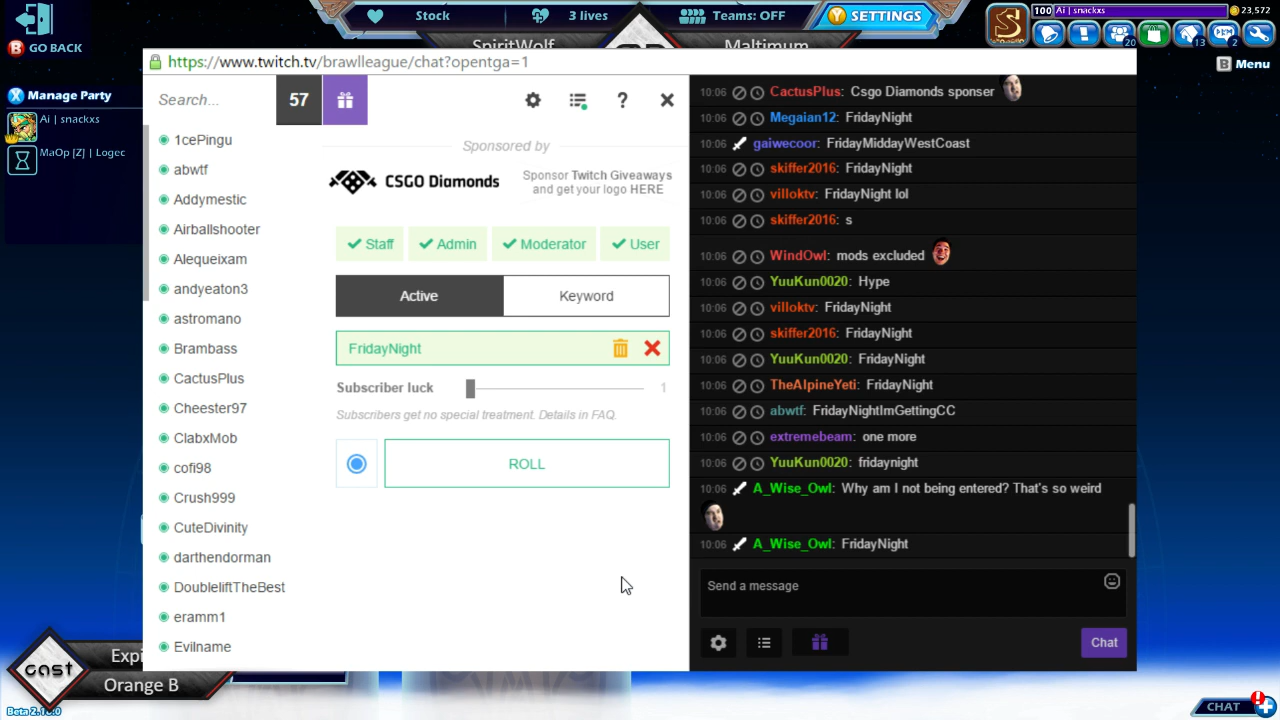 GO BACK
Stock
3 lives
Teams: OFF
SETTINGS
100 Ai | snackxs
23,572
20
13
2
SpiritWolf
Maltimum
Menu
https://www.twitch.tv/brawlleague/chat?opentga=1
Manage Party
Ai | snackxs
MaOp [Z] | Logec
Search...
57
1cePingu
abwtf
Addymestic
Airballshooter
Alequeixam
andyeaton3
astromano
Brambass
CactusPlus
Cheester97
ClabxMob
cofi98
Crush999
CuteDivinity
darthendorman
DoubleliftTheBest
eramm1
Evilname
?
Sponsored by
CSGO Diamonds
Sponsor Twitch Giveaways
and get your logo HERE
Staff
Admin
Moderator
User
Active
Keyword
FridayNight
Subscriber luck
1
Subscribers get no special treatment. Details in FAQ.
ROLL
10:06 CactusPlus: Csgo Diamonds sponser
10:06 Megaian12: FridayNight
10:06 gaiwecoor: FridayMiddayWestCoast
10:06 skiffer2016: FridayNight
10:06 villoktv: FridayNight lol
10:06 skiffer2016: s
10:06 WindOwl: mods excluded
10:06 YuuKun0020: Hype
10:06 villoktv: FridayNight
10:06 skiffer2016: FridayNight
10:06 YuuKun0020: FridayNight
10:06 TheAlpineYeti: FridayNight
10:06 abwtf: FridayNightImGettingCC
10:06 extremebeam: one more
10:06 YuuKun0020: fridaynight
10:06 A_Wise_Owl: Why am I not being entered? That's so weird
10:06 A_Wise_Owl: FridayNight
Send a message
Chat
cast
Expi
Orange B
CHAT